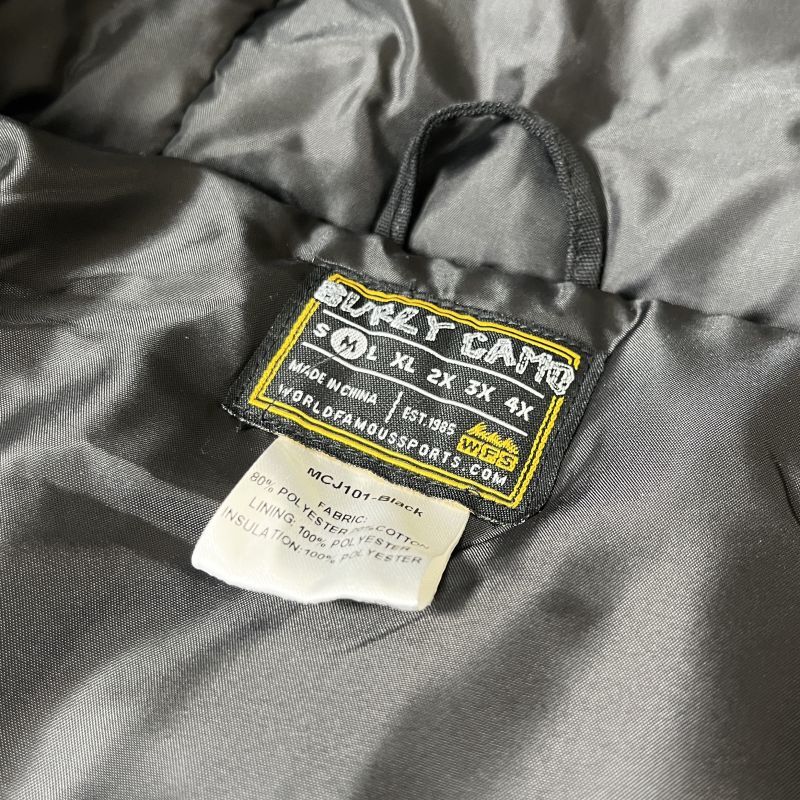 BURLY CAMO
S M L XL 2X 3X 4X
MADE IN CHINA | EST.1985
WFS
WORLDFAMOUSSPORTS.COM
MCJ101-Black
FABRIC:
80% POLYESTER 20%COTTON
LINING: 100% POLYESTER
INSULATION:100% POLYESTER